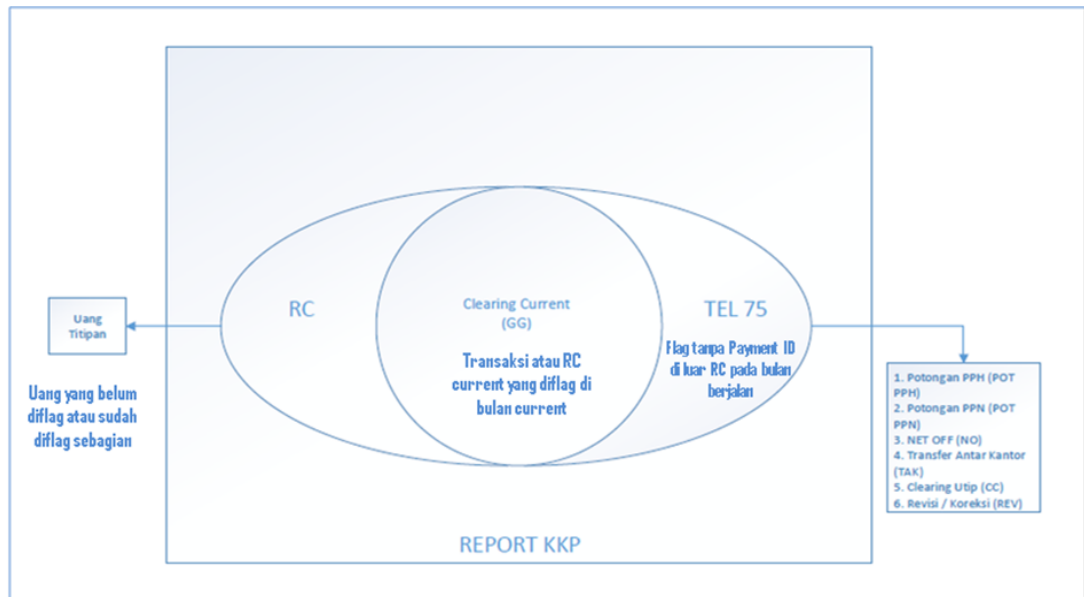 RC
Clearing Current
(GG)
Transaksi atau RC
current yang diflag di
bulan current
TEL 75
Flag tanpa Payment ID
di luar RC pada bulan
berjalan
Uang
Titipan
Uang yang belum
diflag atau sudah
diflag sebagian
1. Potongan PPH (POT
PPH)
2. Potongan PPN (POT
PPN)
3. NET OFF (NO)
4. Transfer Antar Kantor
(TAK)
5. Clearing Utip (CC)
6. Revisi / Koreksi (REV)
REPORT KKP